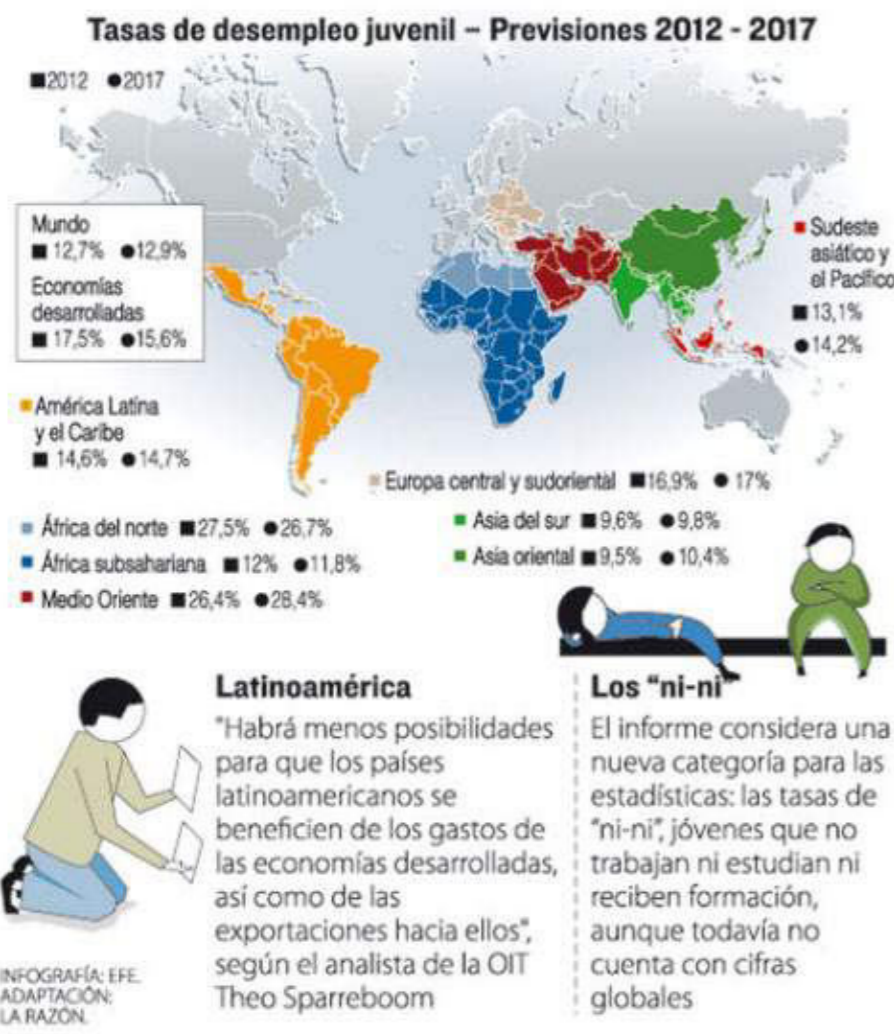 Tasas de desempleo juvenil – Previsiones 2012 - 2017
■2012 ●2017
Mundo
■ 12,7% ●12,9%
Economías
desarrolladas
■ 17,5% ●15,6%
■ Sudeste
asiático y
el Pacífico
■ 13,1%
● 14,2%
■ América Latina
y el Caribe
■ 14,6% ●14,7%
■ Europa central y sudoriental ■16,9% ● 17%
■ África del norte ■27,5% ●26,7%
■ África subsahariana ■ 12% ●11,8%
■ Medio Oriente ■26,4% ●28,4%
■ Asia del sur ■9,6% ●9,8%
■ Asia oriental ■9,5% ● 10,4%
Latinoamérica
"Habrá menos posibilidades
para que los países
latinoamericanos se
beneficien de los gastos de
las economías desarrolladas,
así como de las
exportaciones hacia ellos",
según el analista de la OIT
Theo Sparreboom
Los "ni-ni"
El informe considera una
nueva categoría para las
estadísticas: las tasas de
"ni-ni", jóvenes que no
trabajan ni estudian ni
reciben formación,
aunque todavía no
cuenta con cifras
globales
INFOGRAFÍA: EFE.
ADAPTACIÓN:
LA RAZÓN.